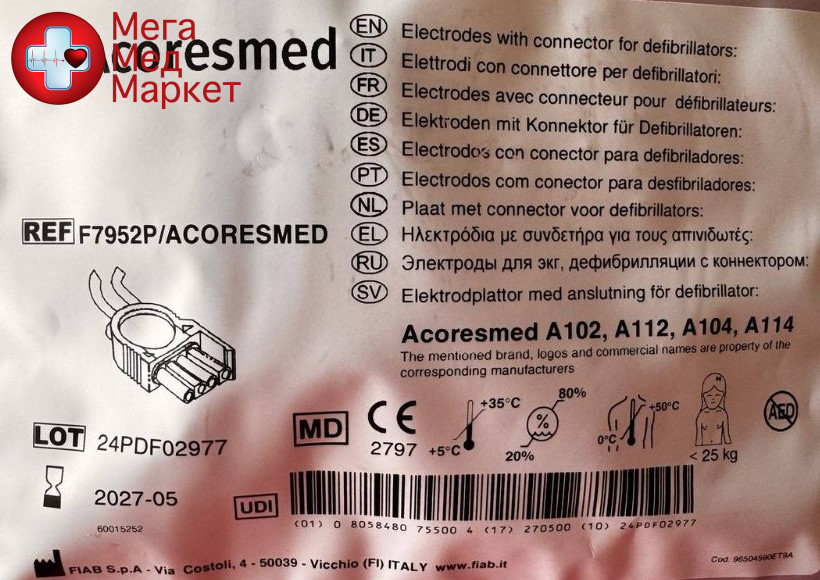 Мега
Мед
Маркет
Acoresmed
EN Electrodes with connector for defibrillators:
IT Elettrodi con connettore per defibrillatori:
FR Electrodes avec connecteur pour défibrillateurs:
DE Elektroden mit Konnektor für Defibrillatoren:
ES Electrodos con conector para defibriladores:
PT Electrodos com conector para desfibriladores:
NL Plaat met connector voor defibrillators:
EL Ηλεκτρόδια με συνδετήρα για τους απινιδωτές:
RU Электроды для экг, дефибрилляции с коннектором:
SV Elektrodplattor med anslutning för defibrillator:
REF F7952P/ACORESMED
Acoresmed A102, A112, A104, A114
The mentioned brand, logos and commercial names are property of the
corresponding manufacturers
LOT 24PDF02977
MD
CE
2797
+5°C
+35°C
%
20%
80%
0°C
+50°C
< 25 kg
AED
2027-05
60015252
UDI
(01) 0 8058480 75500 4 (17) 270500 (10) 24PDF02977
FIAB S.p.A - Via Costoli, 4 - 50039 - Vicchio (FI) ITALY www.fiab.it
Cod. 96504590ET9A